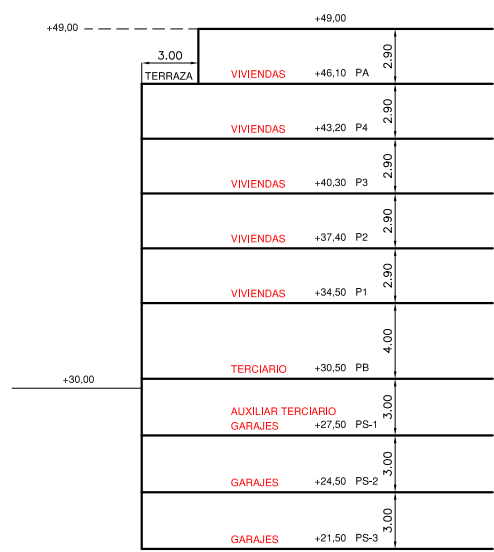 +49,00
+49,00
2.90
3.00
TERRAZA
VIVIENDAS +46,10 PA
2.90
VIVIENDAS +43,20 P4
2.90
VIVIENDAS +40,30 P3
2.90
VIVIENDAS +37,40 P2
2.90
VIVIENDAS +34,50 P1
4.00
TERCIARIO +30,50 PB
+30,00
3.00
AUXILIAR TERCIARIO
GARAJES +27,50 PS-1
3.00
GARAJES +24,50 PS-2
3.00
GARAJES +21,50 PS-3